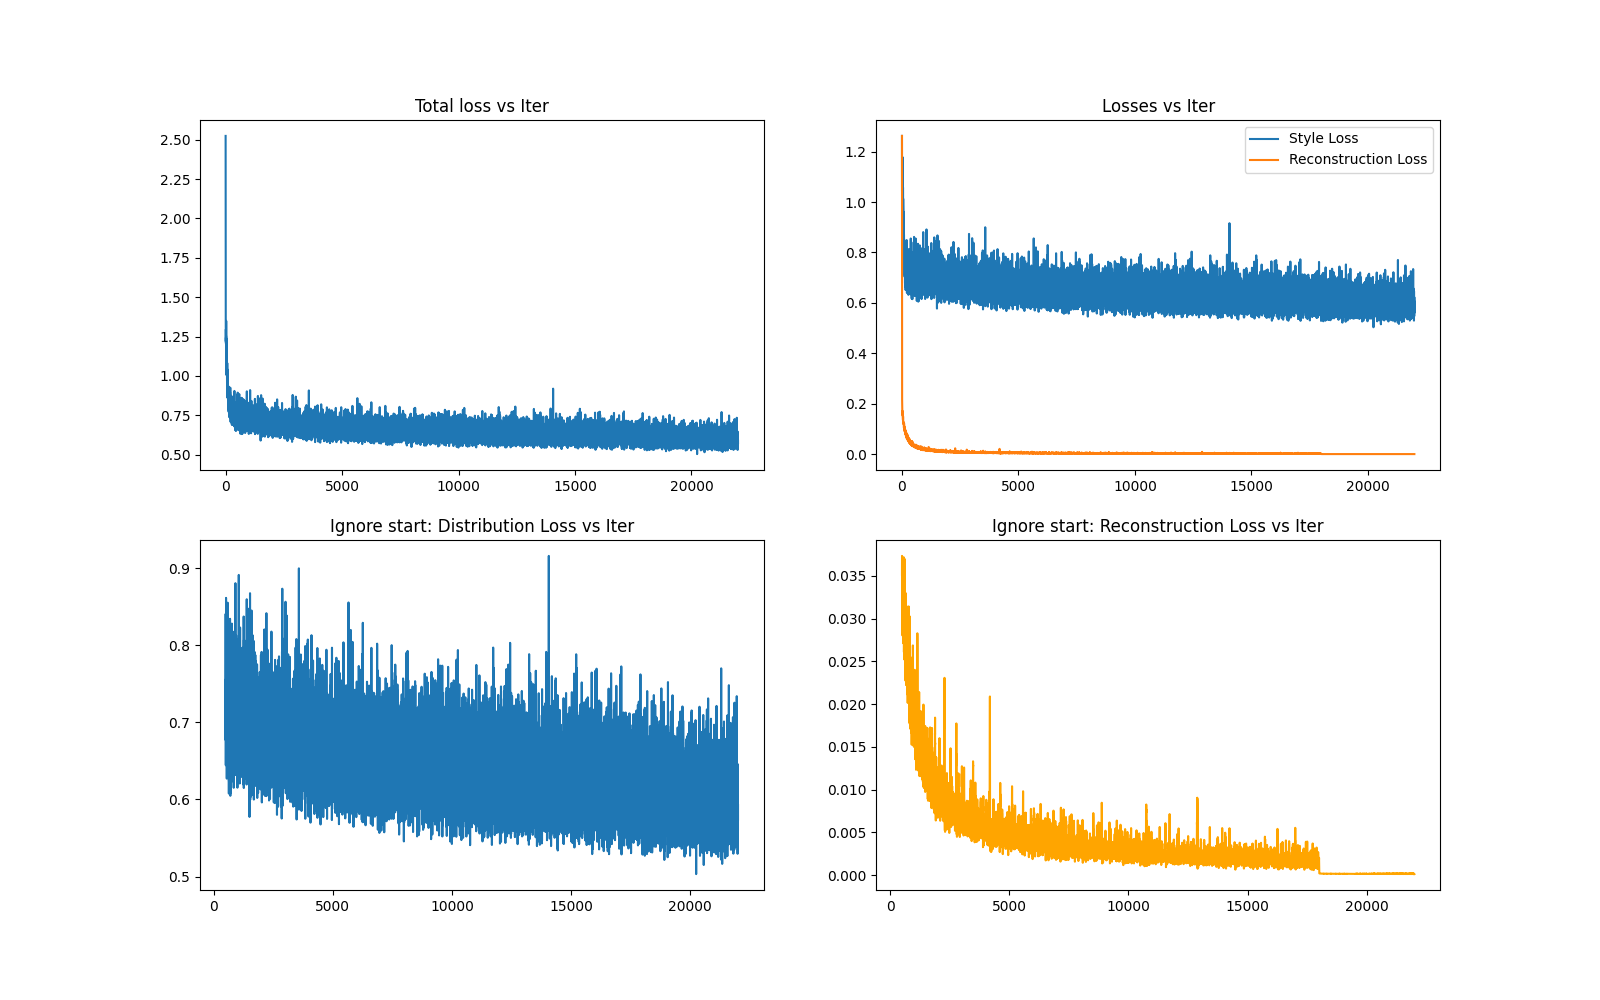 Total loss vs Iter
2.50
2.25
2.00
1.75
1.50
1.25
1.00
0.75
0.50
0 5000 10000 15000 20000
Losses vs Iter
Style Loss
Reconstruction Loss
1.2
1.0
0.8
0.6
0.4
0.2
0.0
0 5000 10000 15000 20000
Ignore start: Distribution Loss vs Iter
0.9
0.8
0.7
0.6
0.5
0 5000 10000 15000 20000
Ignore start: Reconstruction Loss vs Iter
0.035
0.030
0.025
0.020
0.015
0.010
0.005
0.000
0 5000 10000 15000 20000